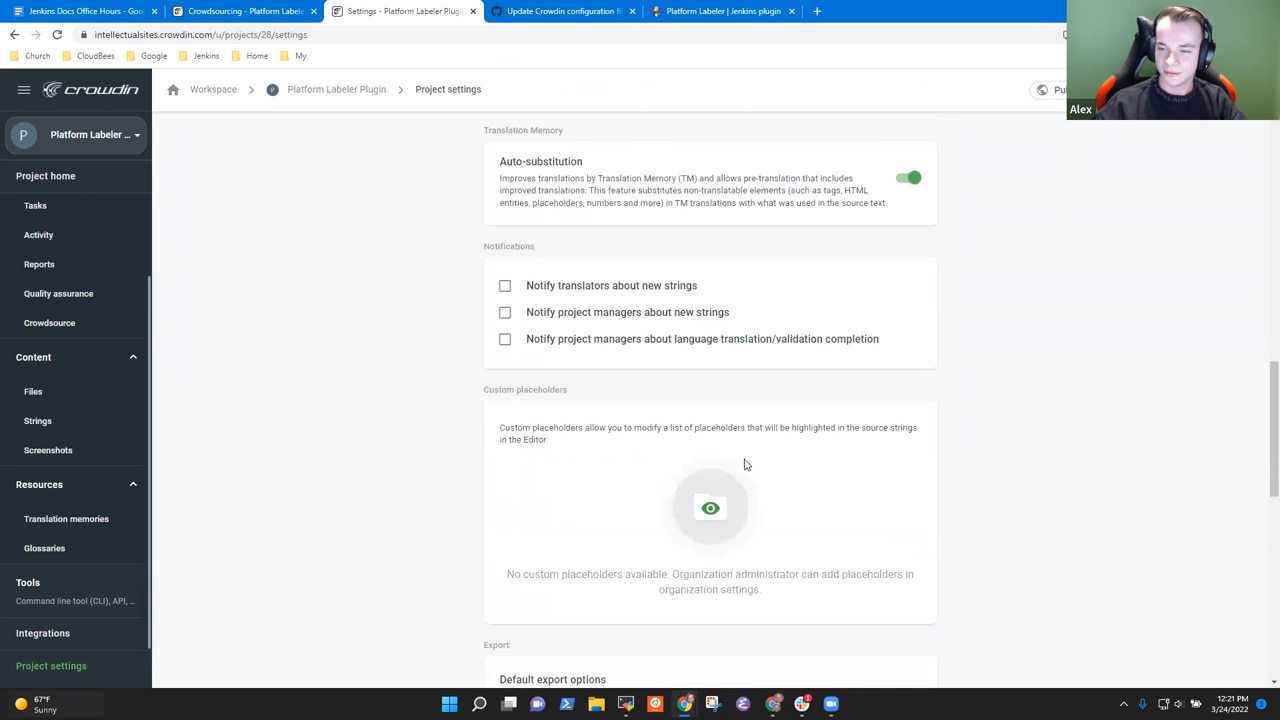 Jenkins Docs Office Hours - Goo
Crowdsourcing - Platform Labele
Settings - Platform Labeler Plugi
Update Crowdin configuration fi
Platform Labeler | Jenkins plugin
intellectualsites.crowdin.com/u/projects/28/settings
Church
CloudBees
Google
Jenkins
Home
My
Alex
crowdin
Workspace
Platform Labeler Plugin
Project settings
P
Platform Labeler ...
Project home
Tasks
Activity
Reports
Quality assurance
Crowdsource
Content
Files
Strings
Screenshots
Resources
Translation memories
Glossaries
Tools
Command line tool (CLI), API, ...
Integrations
Project settings
Translation Memory
Auto-substitution
Improves translations by Translation Memory (TM) and allows pre-translation that includes
improved translations. This feature substitutes non-translatable elements (such as tags, HTML
entities, placeholders, numbers and more) in TM translations with what was used in the source text.
Notifications
Notify translators about new strings
Notify project managers about new strings
Notify project managers about language translation/validation completion
Custom placeholders
Custom placeholders allow you to modify a list of placeholders that will be highlighted in the source strings
in the Editor
No custom placeholders available. Organization administrator can add placeholders in
organization settings.
Export
Default export options
67°F
Sunny
12:21 PM
3/24/2022